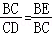 BC/CD = BE/BC